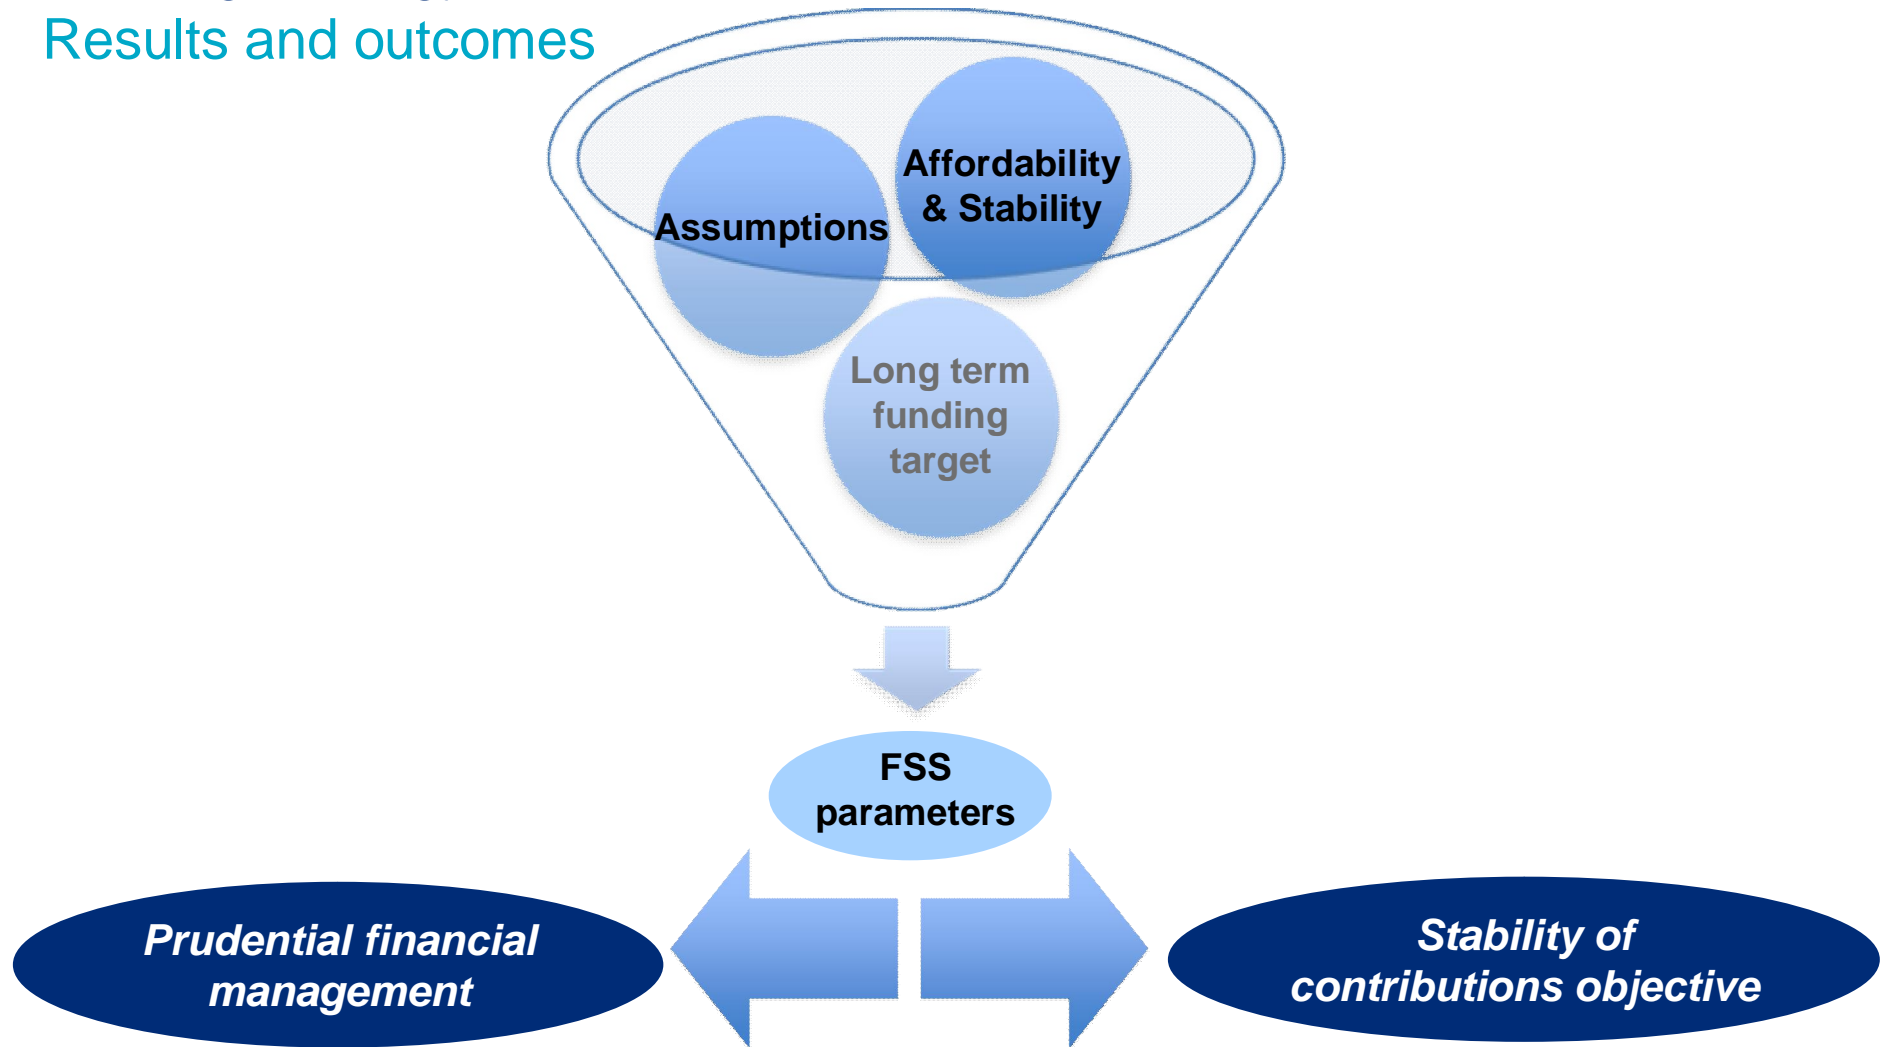 Results and outcomes
Affordability
& Stability
Assumptions
Long term
funding
target
FSS
parameters
Prudential financial
management
Stability of
contributions objective